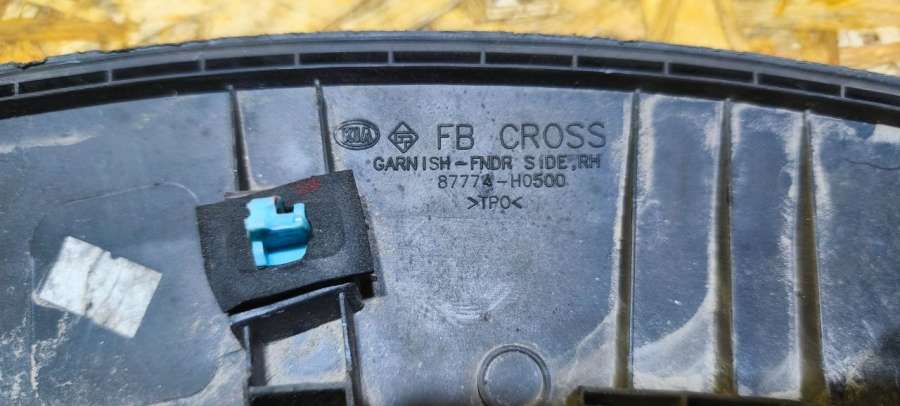 KIA FB CROSS
GARNISH-FNDR SIDE,RH
87774-H0500
>TPO<